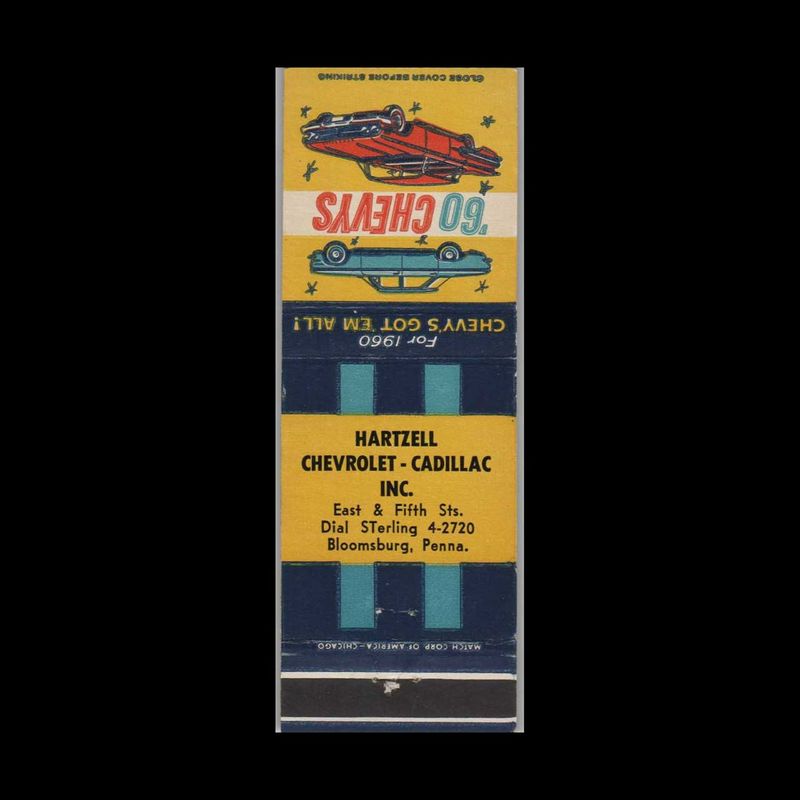 CLOSE COVER BEFORE STRIKING
'60 CHEVYS
For 1960
CHEVY'S GOT 'EM ALL!
HARTZELL
CHEVROLET - CADILLAC
INC.
East & Fifth Sts.
Dial STerling 4-2720
Bloomsburg, Penna.
MATCH CORP OF AMERICA - CHICAGO